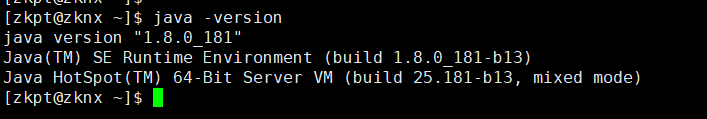 [zkpt@zknx ~]$ java -version
java version "1.8.0_181"
Java(TM) SE Runtime Environment (build 1.8.0_181-b13)
Java HotSpot(TM) 64-Bit Server VM (build 25.181-b13, mixed mode)
[zkpt@zknx ~]$